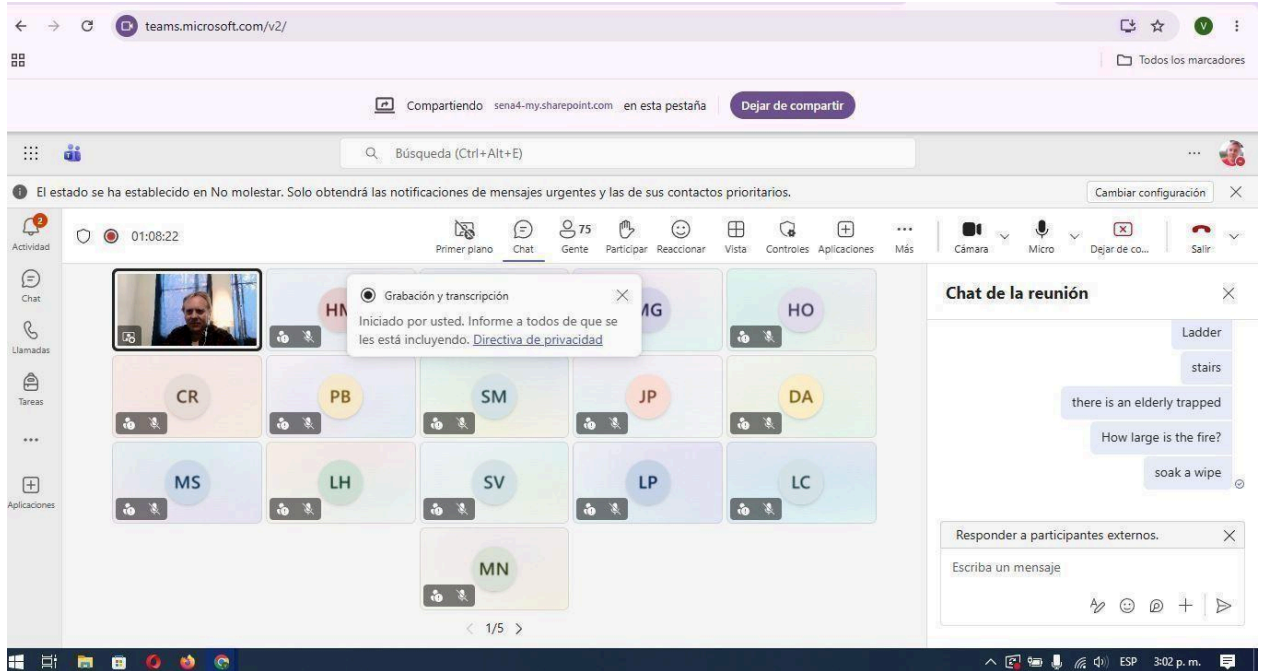 teams.microsoft.com/v2/
V
Todos los marcadores
Compartiendo sena4-my.sharepoint.com en esta pestaña
Dejar de compartir
Búsqueda (Ctrl+Alt+E)
El estado se ha establecido en No molestar. Solo obtendrá las notificaciones de mensajes urgentes y las de sus contactos prioritarios.
Cambiar configuración
2
Actividad
01:08:22
Primer plano
Chat
75
Gente
Participar
Reaccionar
Vista
Controles
Aplicaciones
Más
Cámara
Micro
Dejar de co...
Salir
Chat
Llamadas
Tareas
Aplicaciones
Grabación y transcripción
Iniciado por usted. Informe a todos de que se
les está incluyendo. Directiva de privacidad
HO
CR
PB
SM
JP
DA
MS
LH
SV
LP
LC
MN
1/5
Chat de la reunión
Ladder
stairs
there is an elderly trapped
How large is the fire?
soak a wipe
Responder a participantes externos.
Escriba un mensaje
ESP
3:02 p. m.